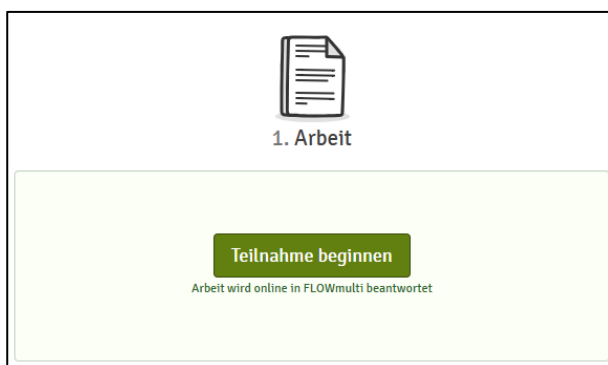 1. Arbeit
Teilnahme beginnen
Arbeit wird online in FLOWmulti beantwortet